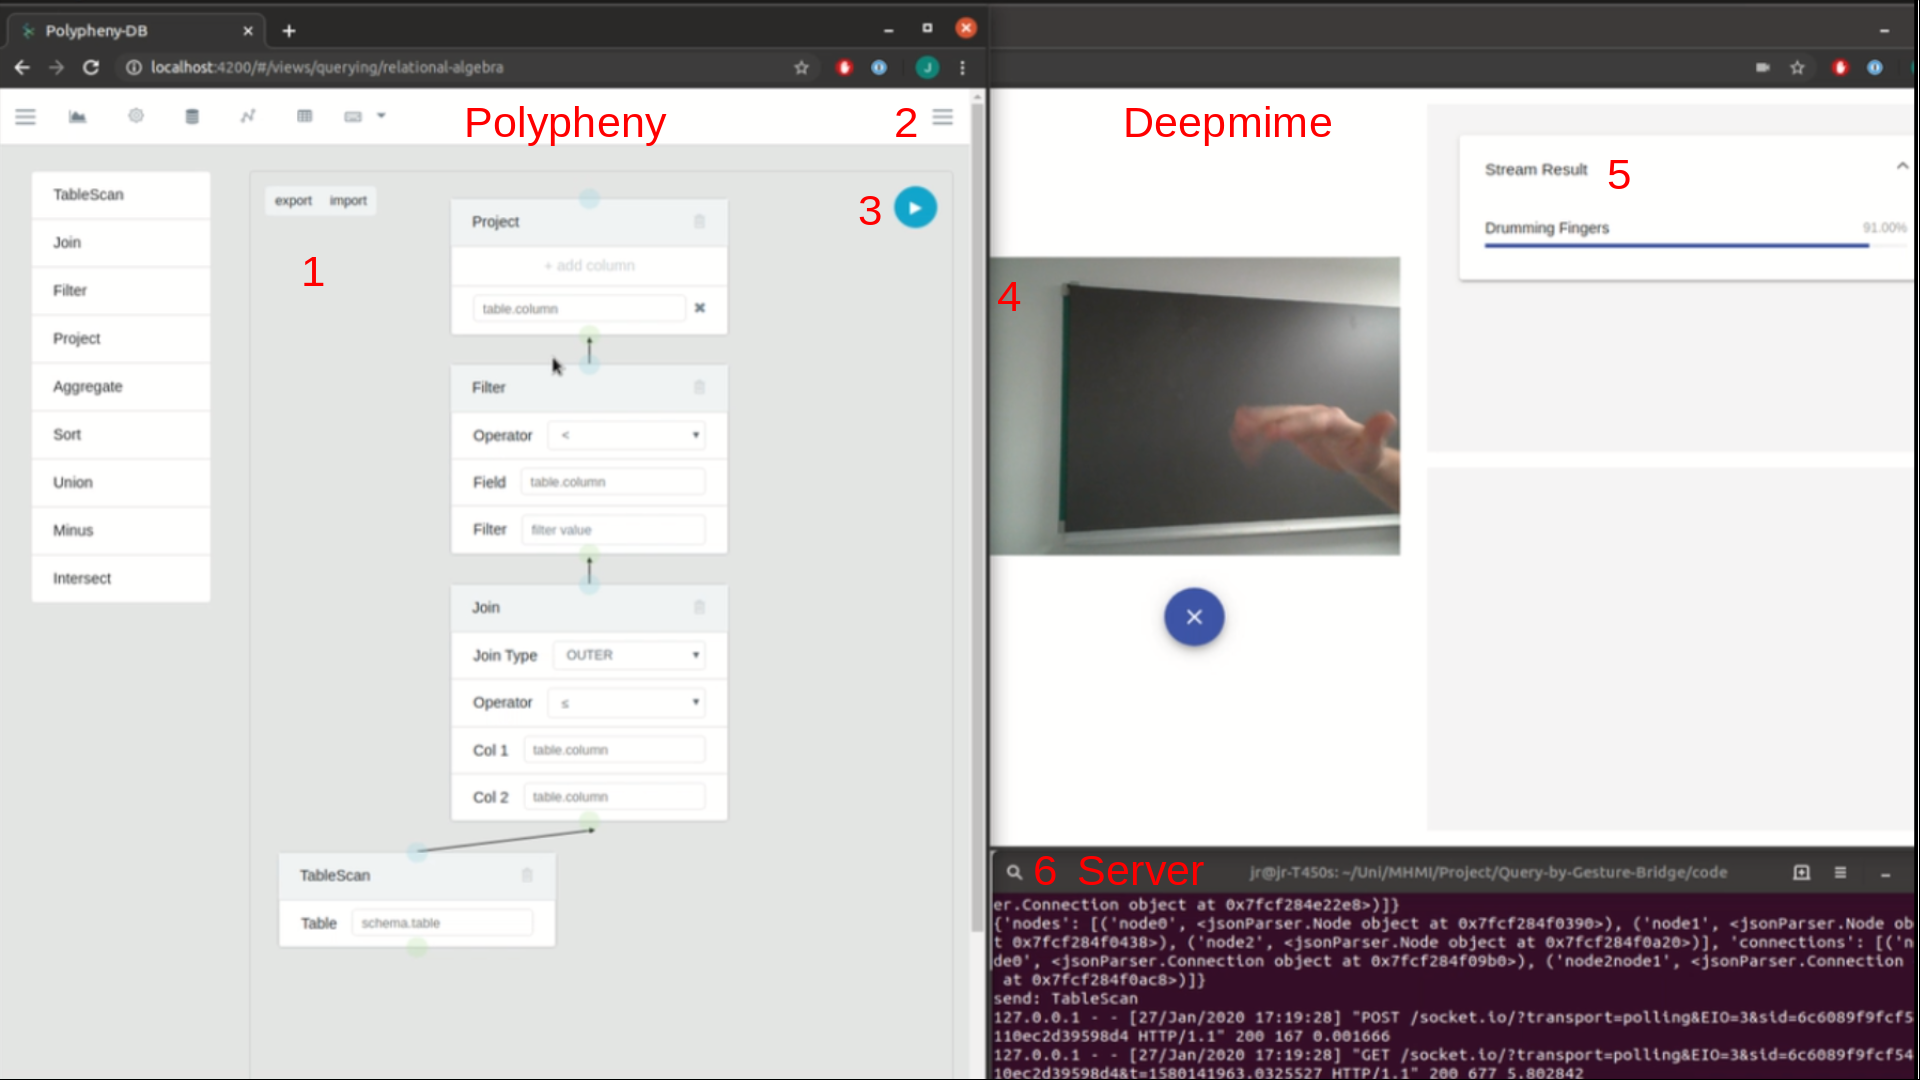 Polypheny-DB
localhost:4200/#/views/querying/relational-algebra
J
Polypheny
2
TableScan
Join
Filter
Project
Aggregate
Sort
Union
Minus
Intersect
export import
1
3
Project
+ add column
table.column
Filter
Operator <
Field table.column
Filter filter value
Join
Join Type OUTER
Operator ≤
Col 1 table.column
Col 2 table.column
TableScan
Table schema.table
Deepmime
4
Stream Result 5
Drumming Fingers 91.00%
6 Server
jr@jr-T450s: ~/Uni/MHMI/Project/Query-by-Gesture-Bridge/code
er.Connection object at 0x7fcf284e22e8>)]}
{'nodes': [('node0', <jsonParser.Node object at 0x7fcf284f0390>), ('node1', <jsonParser.Node ob
t 0x7fcf284f0438>), ('node2', <jsonParser.Node object at 0x7fcf284f0a20>)], 'connections': [('n
de0', <jsonParser.Connection object at 0x7fcf284f09b0>), ('node2node1', <jsonParser.Connection
at 0x7fcf284f0ac8>)]}
send: TableScan
127.0.0.1 - - [27/Jan/2020 17:19:28] "POST /socket.io/?transport=polling&EIO=3&sid=6c6089f9fcf5
110ec2d39598d4 HTTP/1.1" 200 167 0.001666
127.0.0.1 - - [27/Jan/2020 17:19:28] "GET /socket.io/?transport=polling&EIO=3&sid=6c6089f9fcf54
10ec2d39598d4&t=1580141963.0325527 HTTP/1.1" 200 677 5.802842